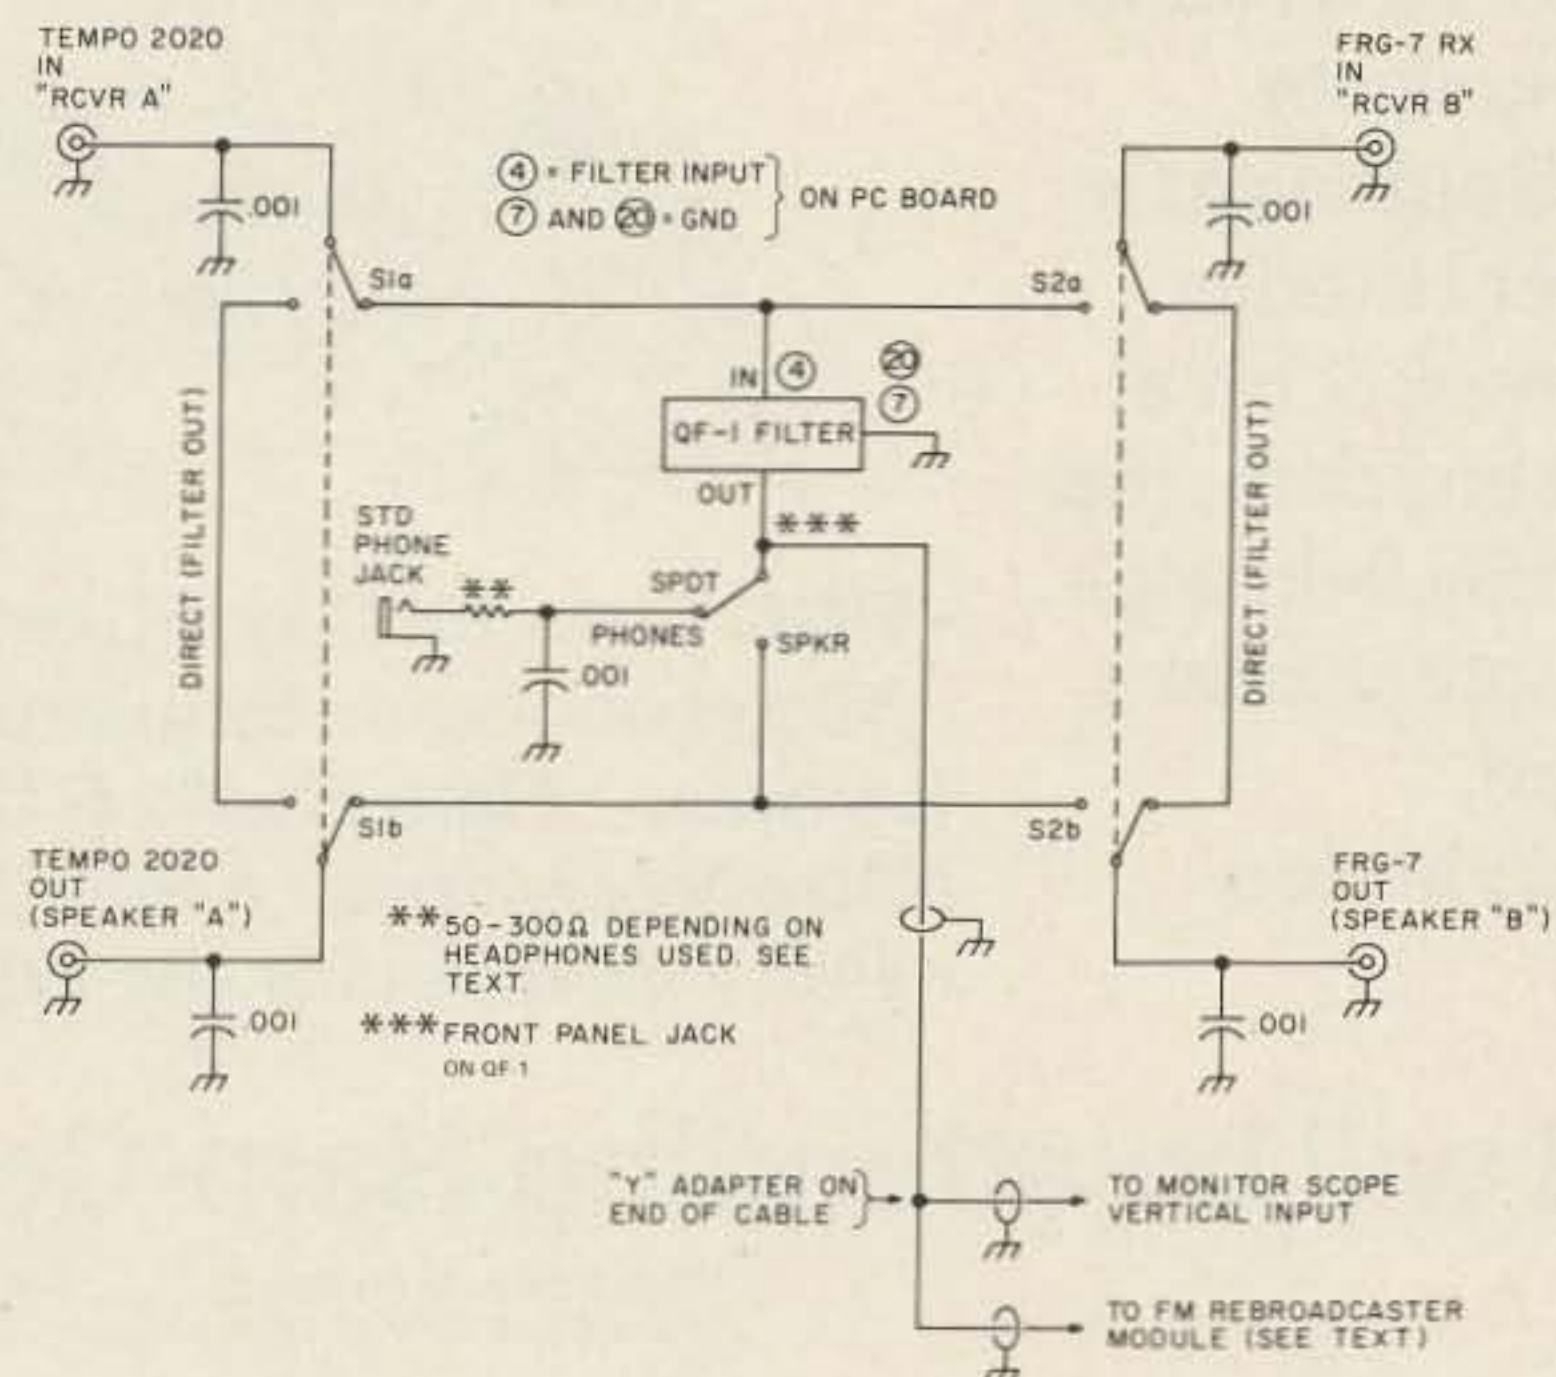 TEMPO 2020
IN
"RCVR A"
FRG-7 RX
IN
"RCVR B"
④ = FILTER INPUT
⑦ AND ⑳ = GND
ON PC BOARD
.001
.001
S1a
S2a
IN ④
⑳
⑦
QF-1 FILTER
OUT
***
DIRECT (FILTER OUT)
DIRECT (FILTER OUT)
STD
PHONE
JACK
**
SPDT
PHONES
SPKR
.001
S1b
S2b
TEMPO 2020
OUT
(SPEAKER "A")
FRG-7
OUT
(SPEAKER "B")
**50-300Ω DEPENDING ON
HEADPHONES USED. SEE
TEXT.
.001
***FRONT PANEL JACK
ON QF 1
.001
"Y" ADAPTER ON
END OF CABLE
TO MONITOR SCOPE
VERTICAL INPUT
TO FM REBROADCASTER
MODULE (SEE TEXT)